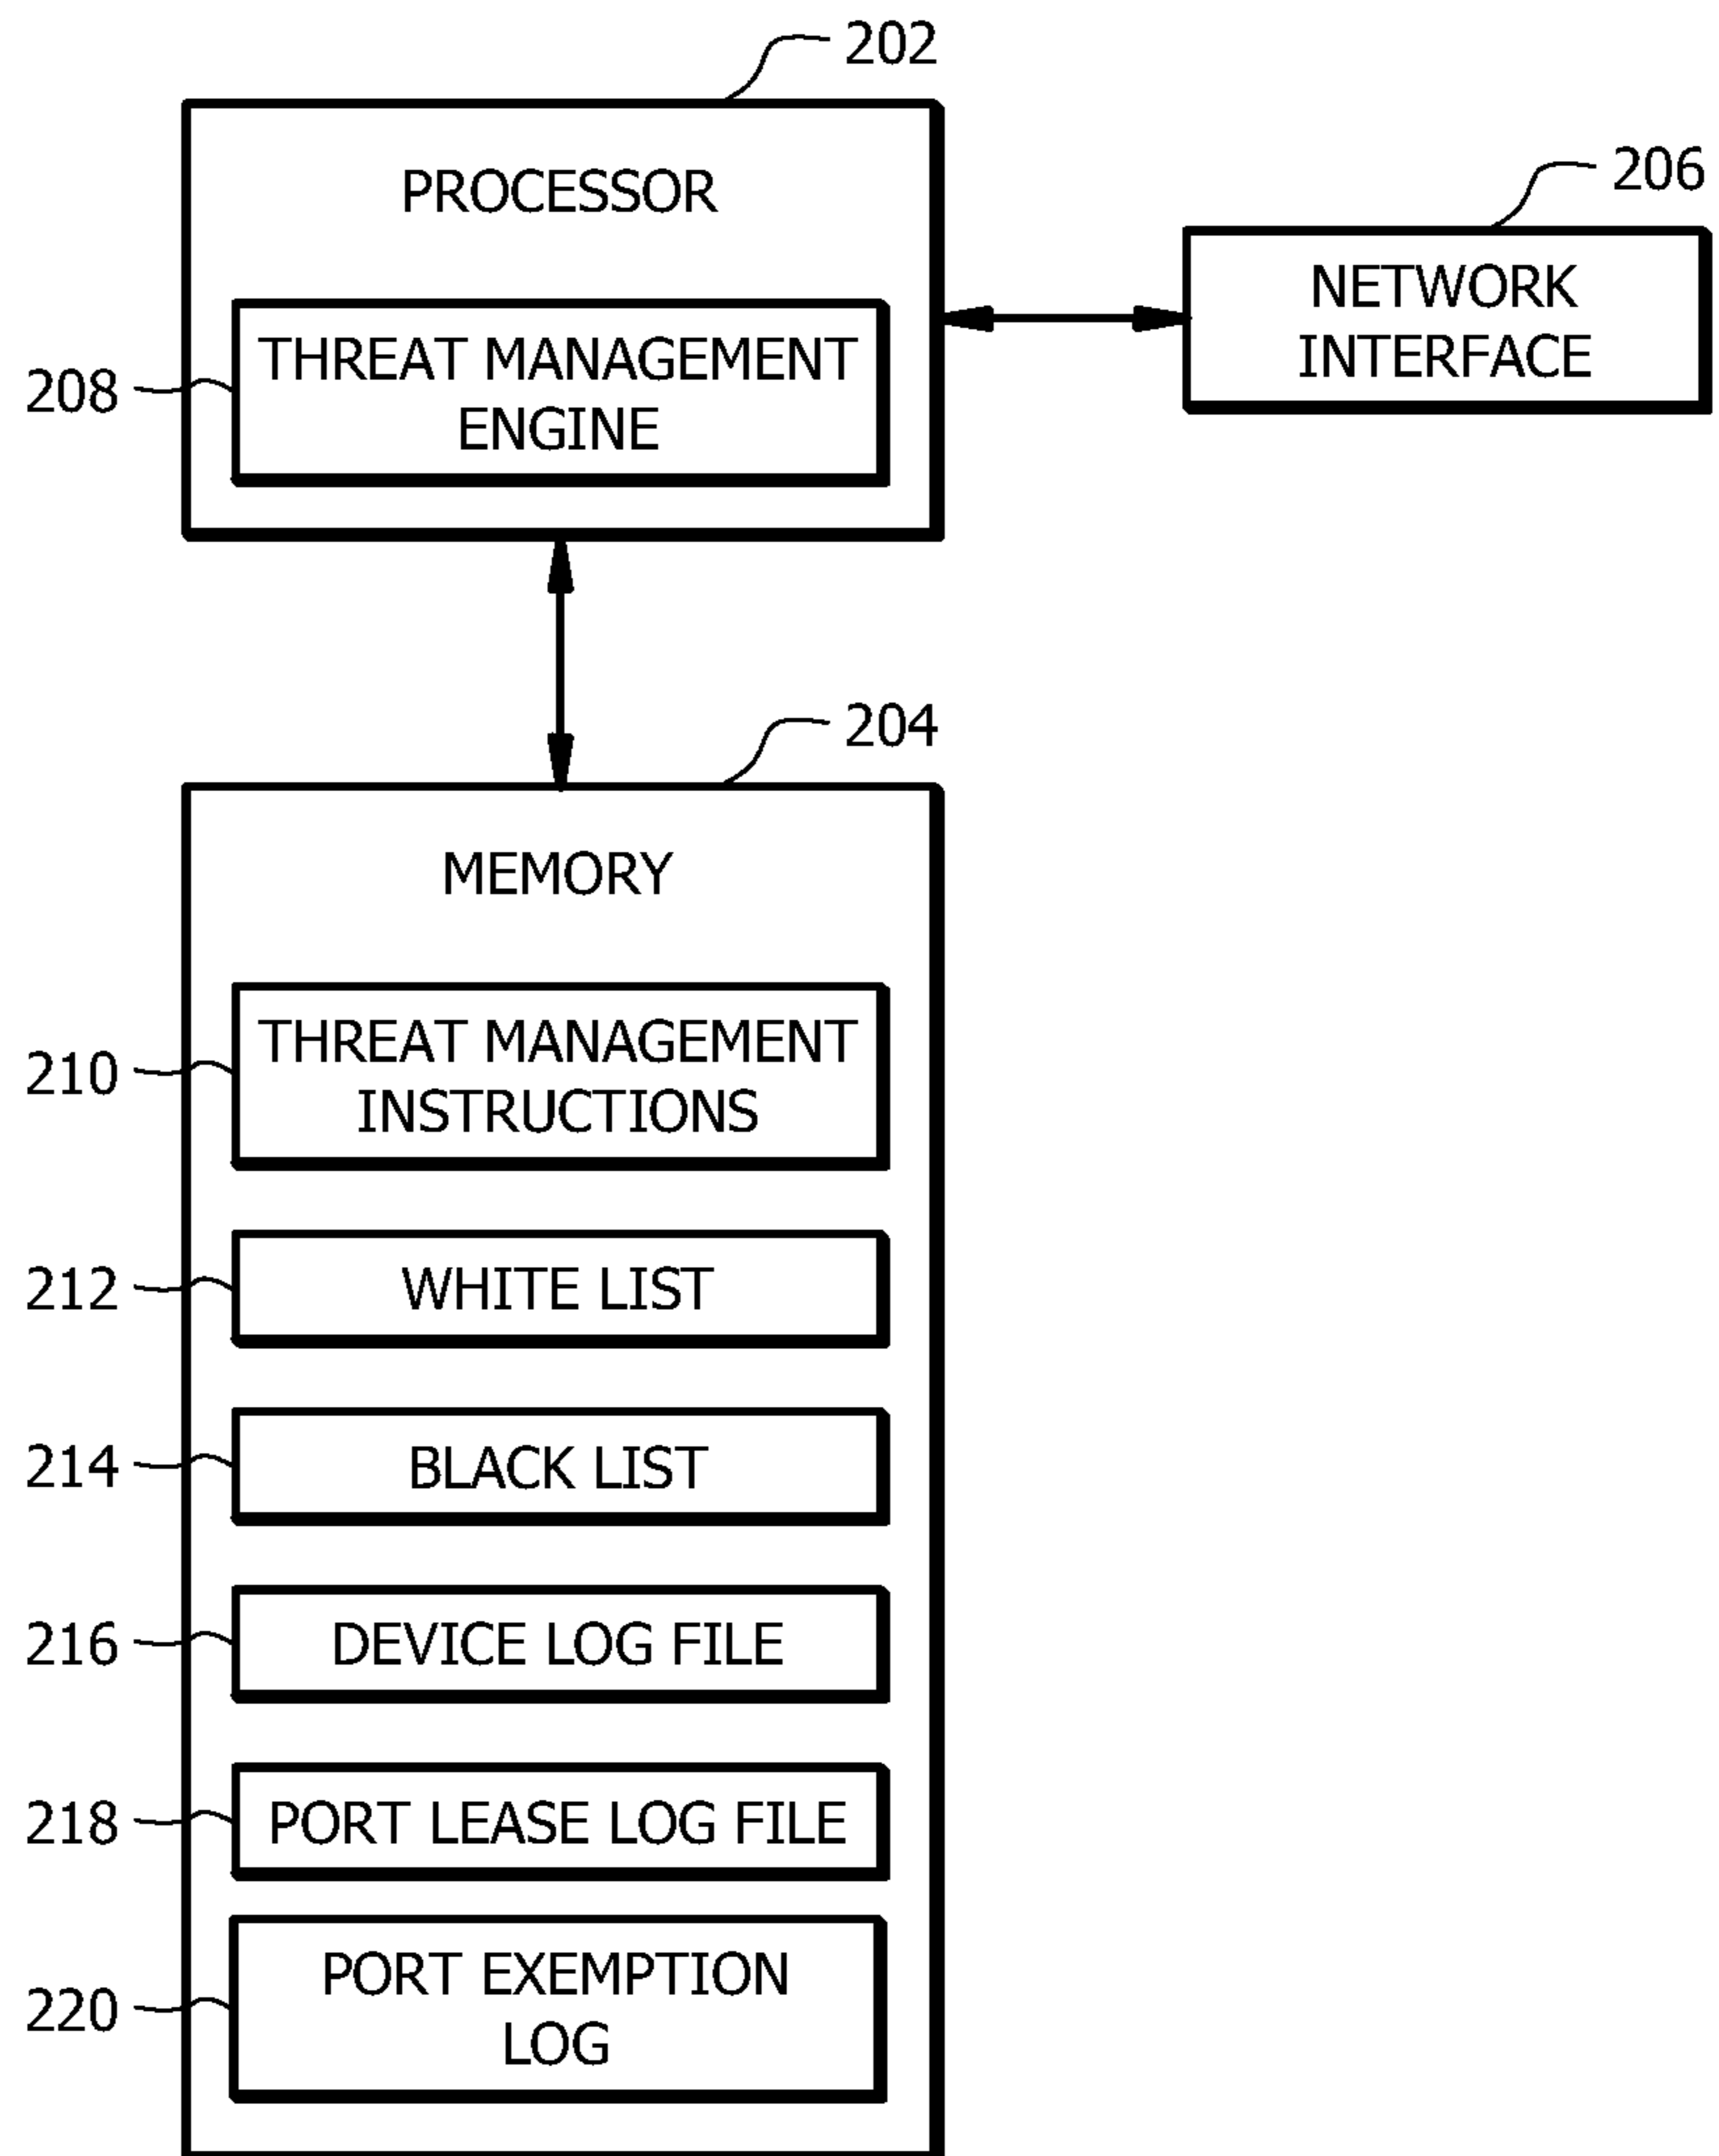 202
PROCESSOR
206
NETWORK
INTERFACE
208
THREAT MANAGEMENT
ENGINE
204
MEMORY
210
THREAT MANAGEMENT
INSTRUCTIONS
212
WHITE LIST
214
BLACK LIST
216
DEVICE LOG FILE
218
PORT LEASE LOG FILE
220
PORT EXEMPTION
LOG